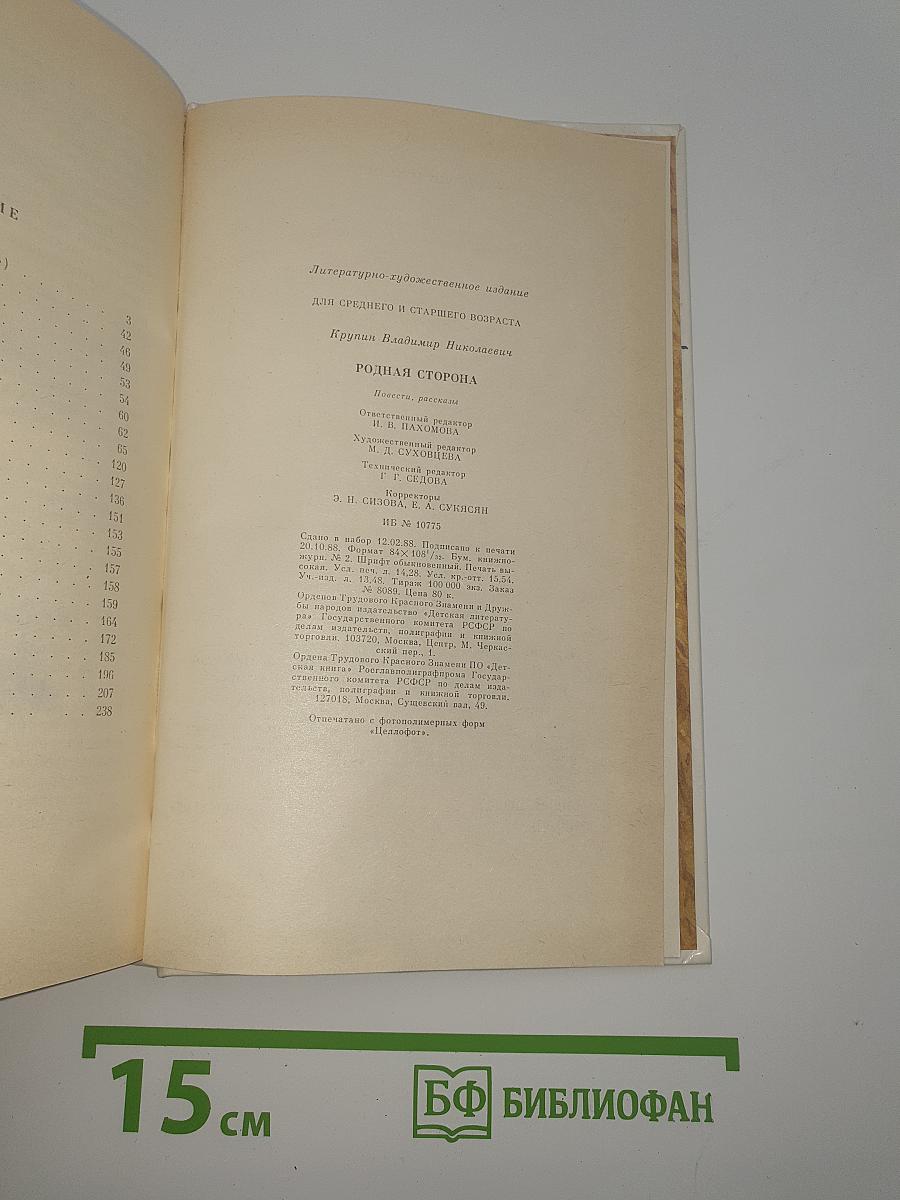 ИЕ
)
3
42
46
49
53
54
60
62
65
120
127
136
151
153
155
157
158
159
164
172
185
196
207
238
Литературно-художественное издание
ДЛЯ СРЕДНЕГО И СТАРШЕГО ВОЗРАСТА
Крупин Владимир Николаевич
РОДНАЯ СТОРОНА
Повести, рассказы
Ответственный редактор
И. В. ПАХОМОВА
Художественный редактор
М. Д. СУХОВЦЕВА
Технический редактор
Г. Г. СЕДОВА
Корректоры
Э. Н. СИЗОВА, Е. А. СУКЯСЯН
ИБ № 10775
Сдано в набор 12.02.88. Подписано к печати
20.10.88. Формат 84×108¹/₃₂. Бум. книжно-
журн. № 2. Шрифт обыкновенный. Печать вы-
сокая. Усл. печ. л. 14,28. Усл. кр.-отт. 15,54.
Уч.-изд. л. 13,48. Тираж 100 000 экз. Заказ
№ 8089. Цена 80 к.
Орденов Трудового Красного Знамени и Друж-
бы народов издательство «Детская литерату-
ра» Государственного комитета РСФСР по
делам издательств, полиграфии и книжной
торговли. 103720, Москва, Центр, М. Черкас-
ский пер., 1.
Ордена Трудового Красного Знамени ПО «Дет-
ская книга» Росглавполиграфпрома Государ-
ственного комитета РСФСР по делам изда-
тельств, полиграфии и книжной торговли.
127018, Москва, Сущевский вал, 49.
Отпечатано с фотополимерных форм
«Целлофот».
15 см
БФ БИБЛИОФАН